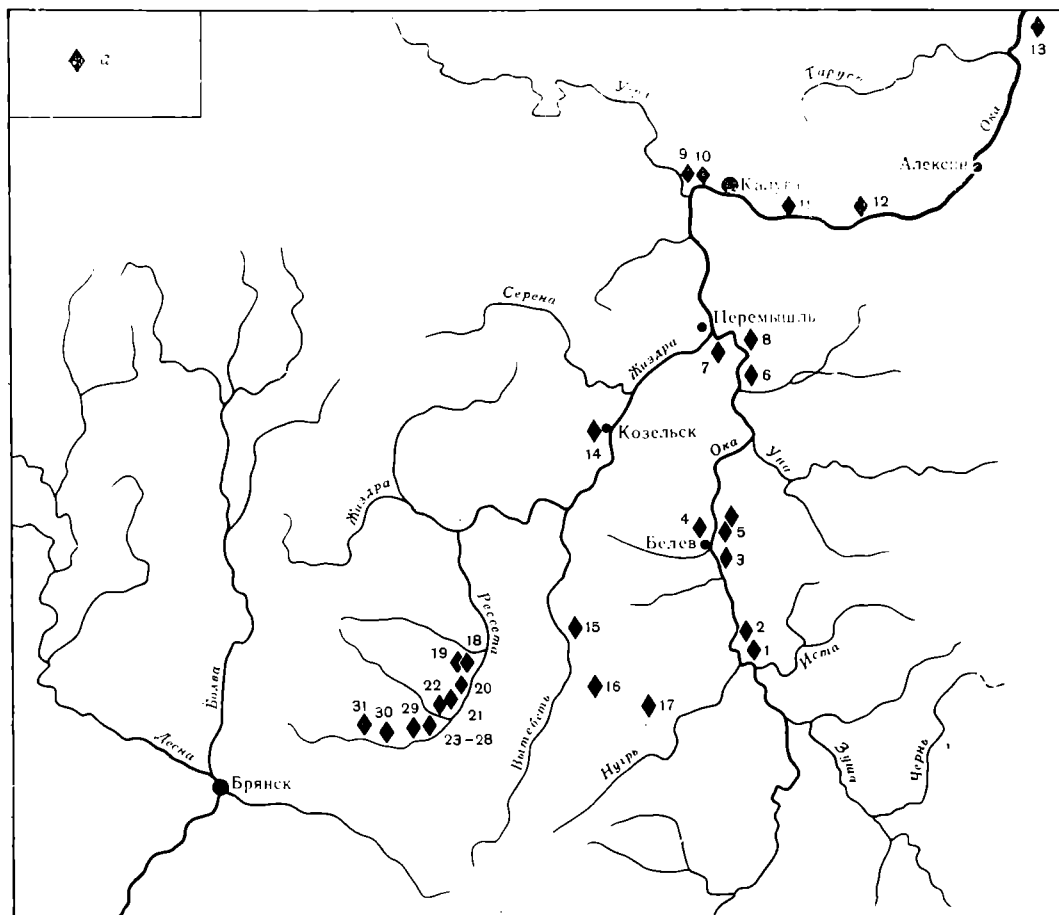 а
13
Таруса
Ока
Угра
Алексин
9 10
Калуга
11
12
Серена
Перемышль
8
7
6
Жиздра
Козельск
14
Ока
Упа
Жиздра
4
5
Белев
3
Рессета
2
1
Иста
15
18
19
16
20
22
17
21
31
30
29
23-28
Болва
Вытебеть
Нугрь
Зуша
Чернь
Десна
Брянск